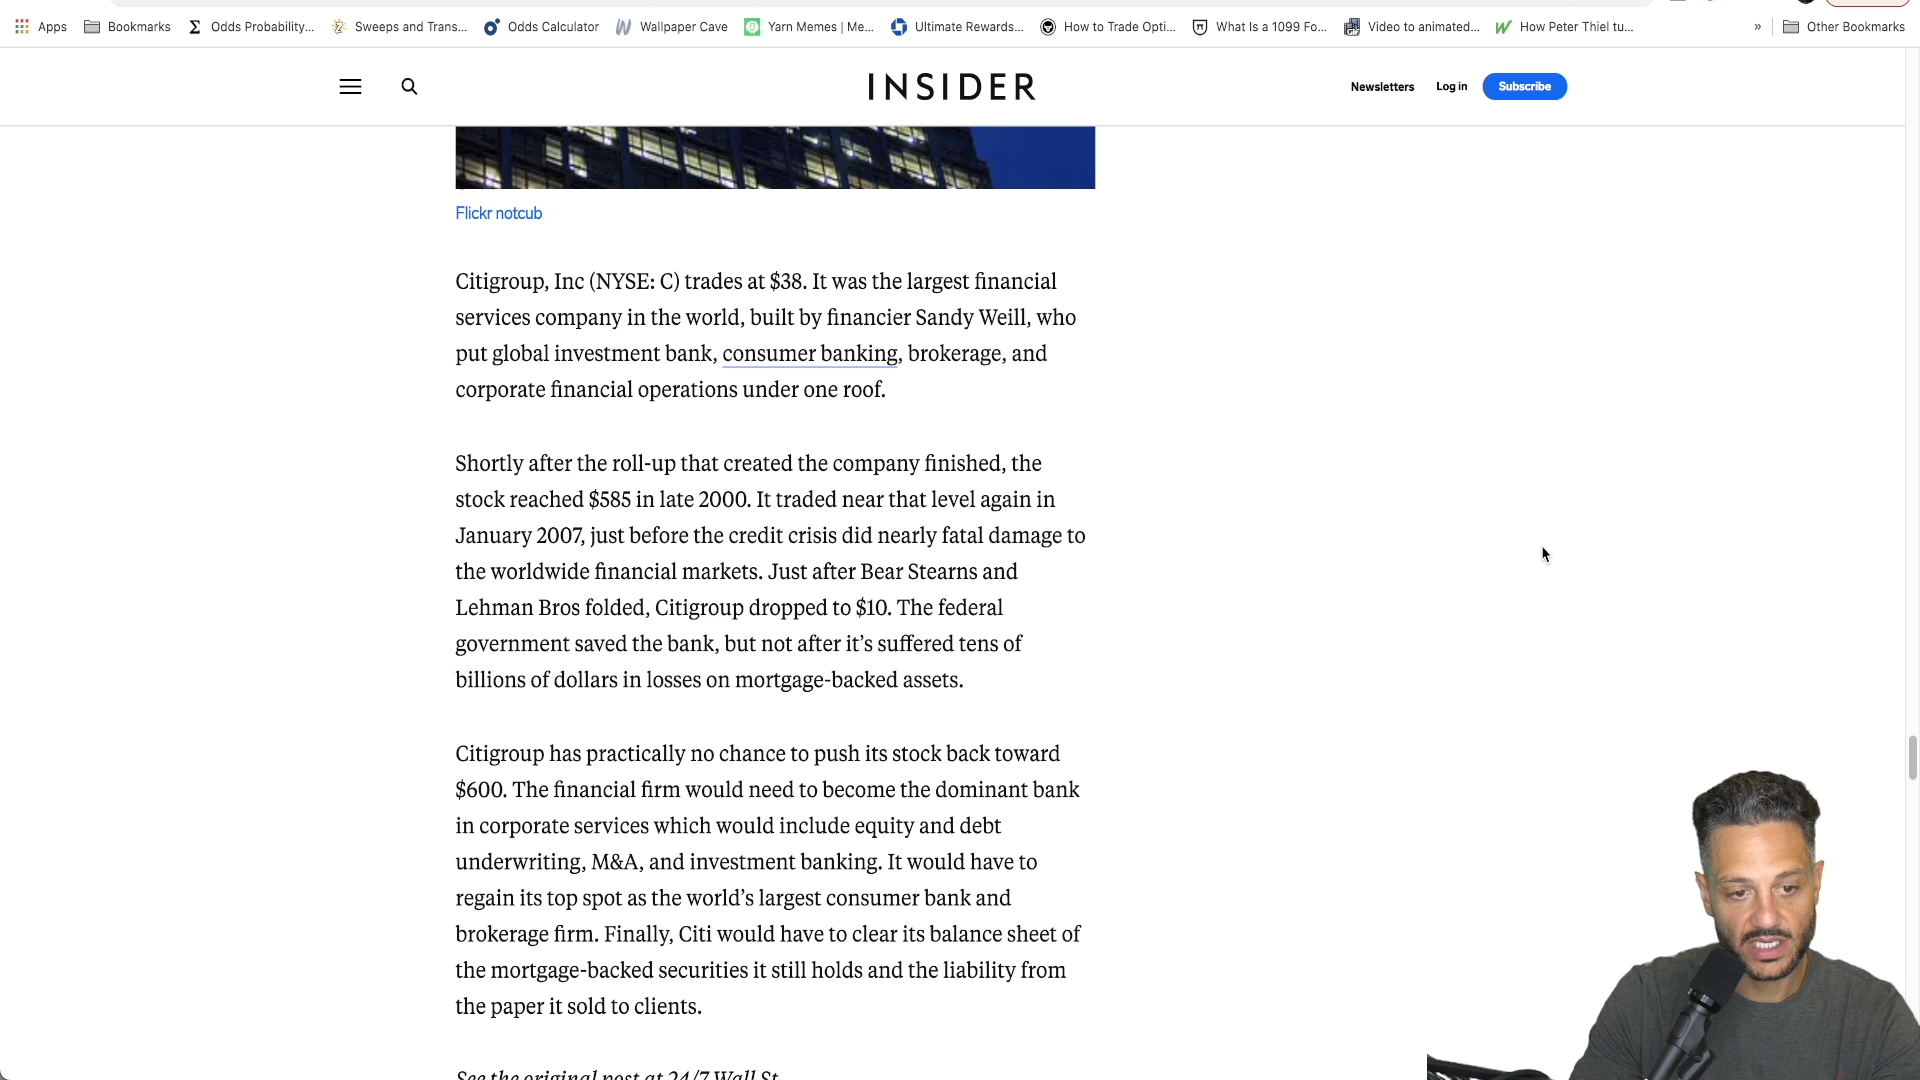 Apps Bookmarks Odds Probability... Sweeps and Trans... Odds Calculator Wallpaper Cave Yarn Memes | Me... Ultimate Rewards... How to Trade Opti... What Is a 1099 Fo... Video to animated... How Peter Thiel tu... » Other Bookmarks
INSIDER Newsletters Log in Subscribe
Flickr notcub
Citigroup, Inc (NYSE: C) trades at $38. It was the largest financial
services company in the world, built by financier Sandy Weill, who
put global investment bank, consumer banking, brokerage, and
corporate financial operations under one roof.
Shortly after the roll-up that created the company finished, the
stock reached $585 in late 2000. It traded near that level again in
January 2007, just before the credit crisis did nearly fatal damage to
the worldwide financial markets. Just after Bear Stearns and
Lehman Bros folded, Citigroup dropped to $10. The federal
government saved the bank, but not after it’s suffered tens of
billions of dollars in losses on mortgage-backed assets.
Citigroup has practically no chance to push its stock back toward
$600. The financial firm would need to become the dominant bank
in corporate services which would include equity and debt
underwriting, M&A, and investment banking. It would have to
regain its top spot as the world’s largest consumer bank and
brokerage firm. Finally, Citi would have to clear its balance sheet of
the mortgage-backed securities it still holds and the liability from
the paper it sold to clients.
See the original post at 24/7 Wall St